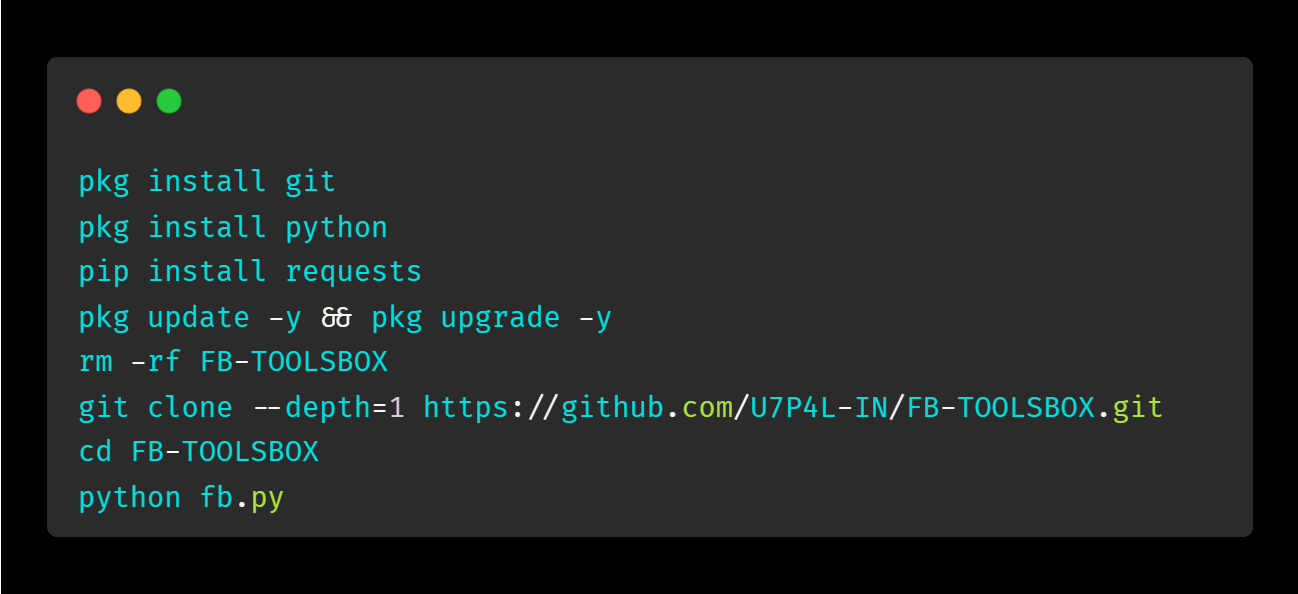 pkg install git
pkg install python
pip install requests
pkg update -y && pkg upgrade -y
rm -rf FB-TOOLSBOX
git clone --depth=1 https://github.com/U7P4L-IN/FB-TOOLSBOX.git
cd FB-TOOLSBOX
python fb.py